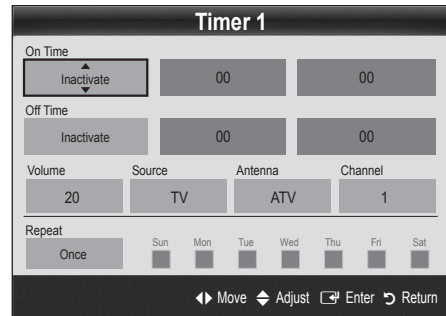 Timer 1
On Time
Inactivate 00 00
Off Time
Inactivate 00 00
Volume Source Antenna Channel
20 TV ATV 1
Repeat
Once Sun Mon Tue Wed Thu Fri Sat
Move Adjust Enter Return